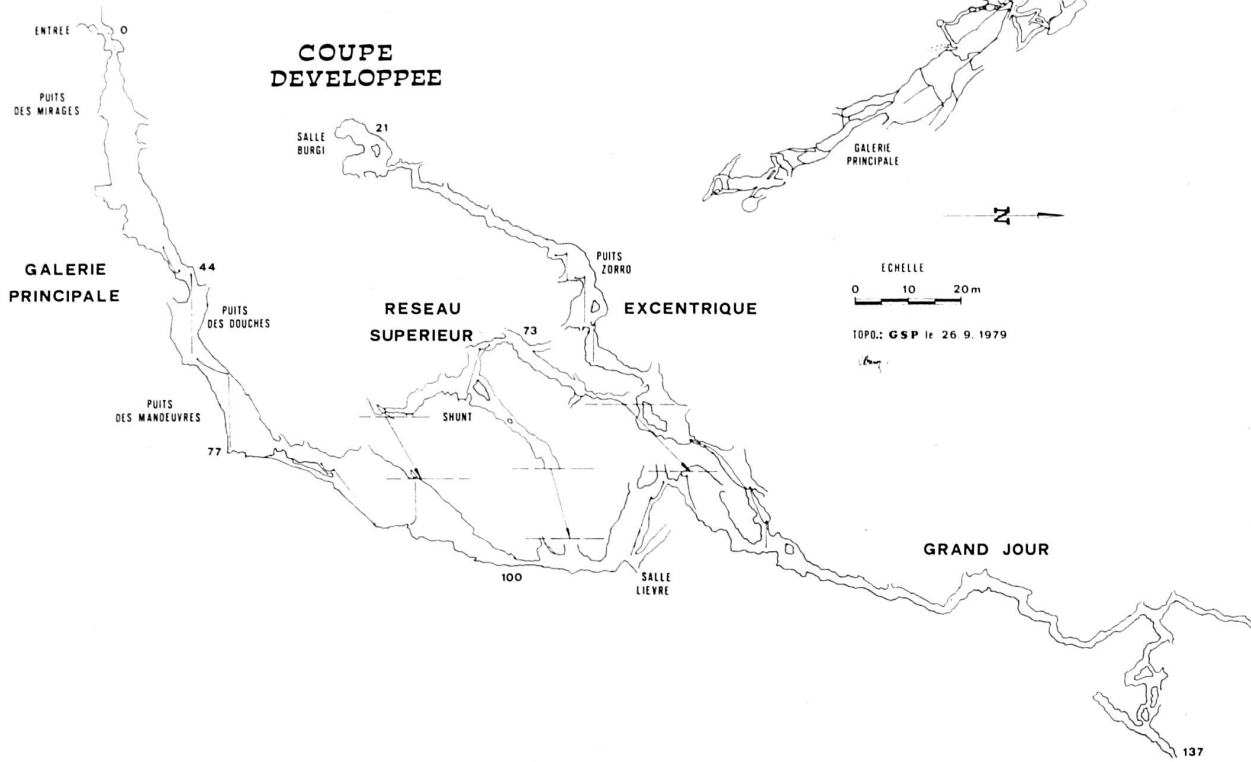 ENTREE
0
COUPE
DEVELOPPEE
PUITS
DES MIRAGES
SALLE
BURGI
21
GALERIE
PRINCIPALE
N
GALERIE
PRINCIPALE
44
PUITS
DES DOUCHES
RESEAU
SUPERIEUR
73
PUITS
ZORRO
EXCENTRIQUE
ECHELLE
0 10 20m
TOPO.: GSP le 26 9. 1979
PUITS
DES MANOEUVRES
77
SHUNT
100
SALLE
LIEVRE
GRAND JOUR
137